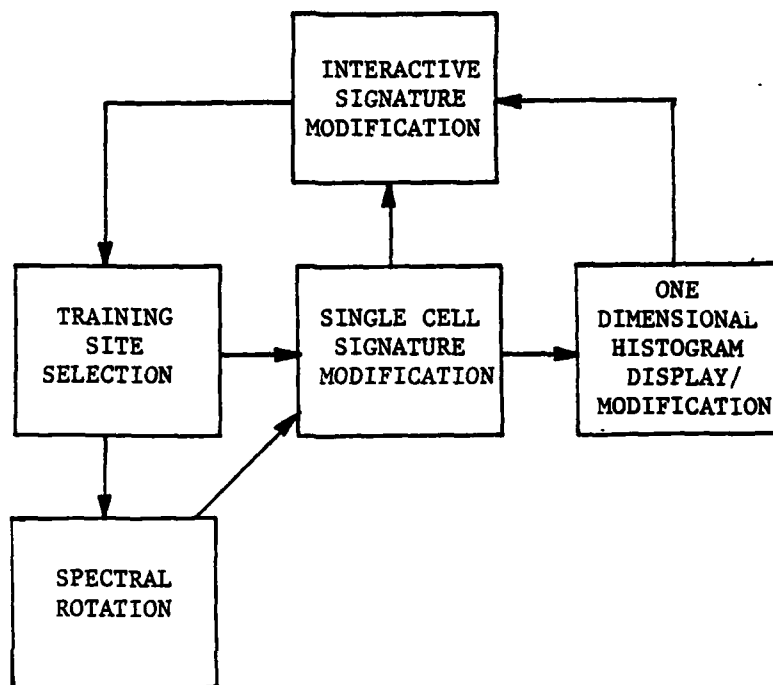 INTERACTIVE
SIGNATURE
MODIFICATION
TRAINING
SITE
SELECTION
SINGLE CELL
SIGNATURE
MODIFICATION
ONE
DIMENSIONAL
HISTOGRAM
DISPLAY/
MODIFICATION
SPECTRAL
ROTATION